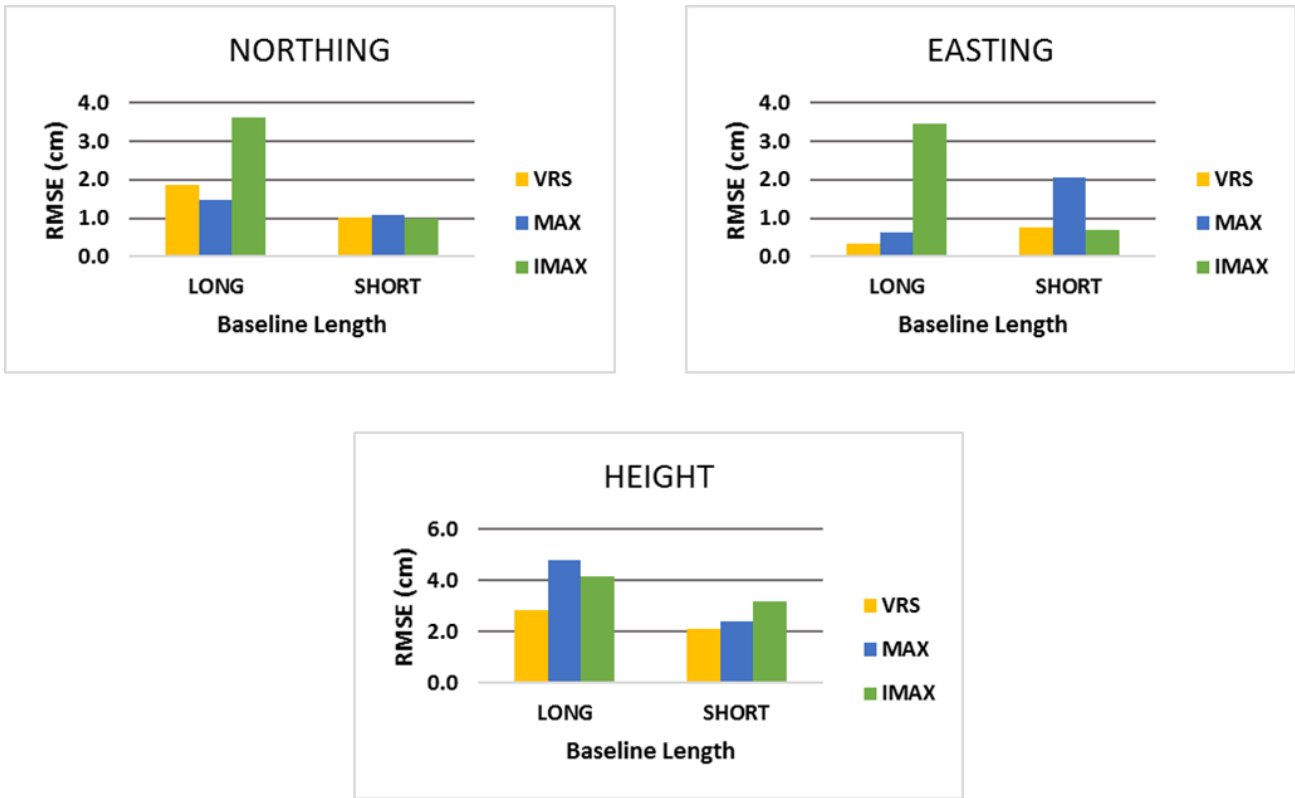 NORTHING
4.0
3.0
2.0
1.0
0.0
RMSE (cm)
LONG
SHORT
Baseline Length
VRS
MAX
IMAX
EASTING
4.0
3.0
2.0
1.0
0.0
RMSE (cm)
LONG
SHORT
Baseline Length
VRS
MAX
IMAX
HEIGHT
6.0
4.0
2.0
0.0
RMSE (cm)
LONG
SHORT
Baseline Length
VRS
MAX
IMAX